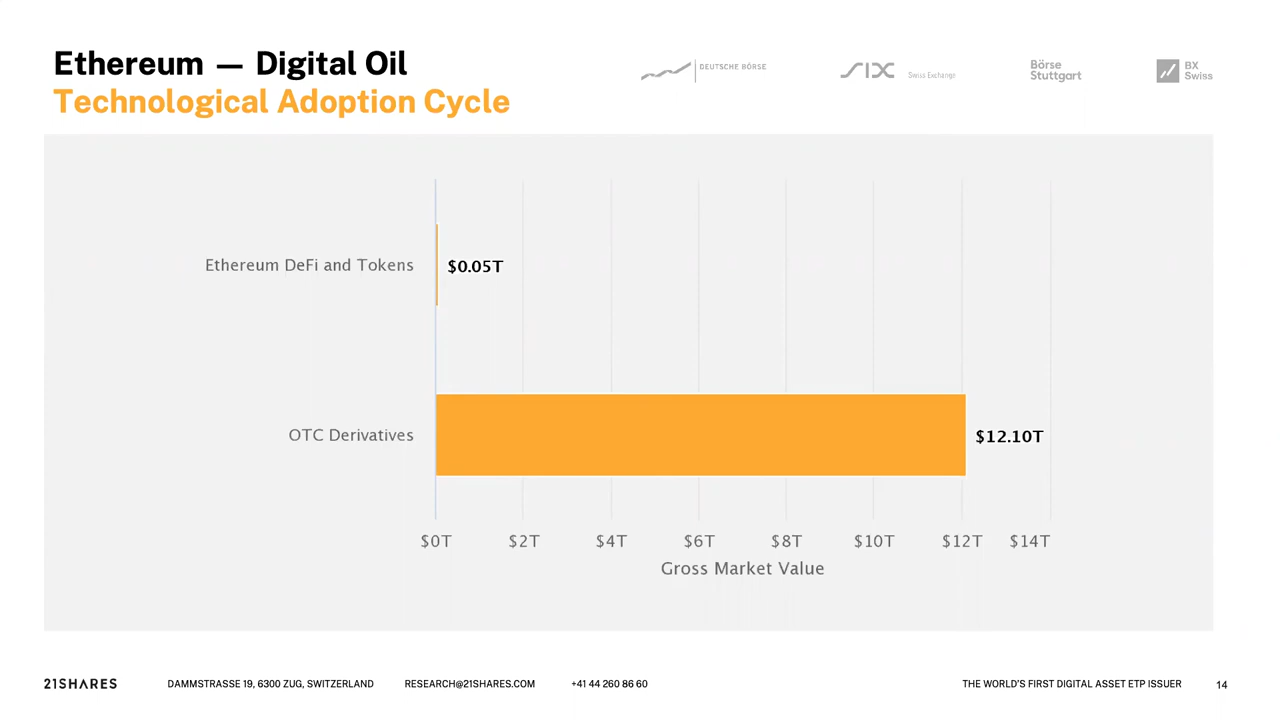 Ethereum — Digital Oil
Technological Adoption Cycle
DEUTSCHE BÖRSE
SIX
Swiss Exchange
Börse
Stuttgart
BX
Swiss
Ethereum DeFi and Tokens
$0.05T
OTC Derivatives
$12.10T
$0T $2T $4T $6T $8T $10T $12T $14T
Gross Market Value
21SHARES
DAMMSTRASSE 19, 6300 ZUG, SWITZERLAND
RESEARCH@21SHARES.COM
+41 44 260 86 60
THE WORLD'S FIRST DIGITAL ASSET ETP ISSUER
14